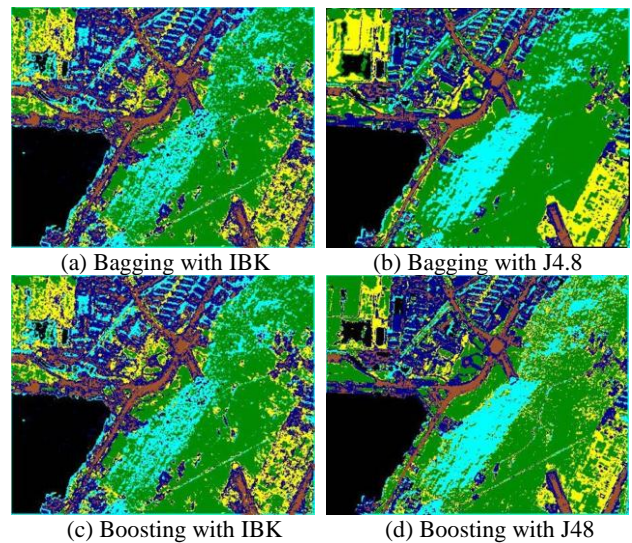 (a) Bagging with IBK
(b) Bagging with J4.8
(c) Boosting with IBK
(d) Boosting with J48